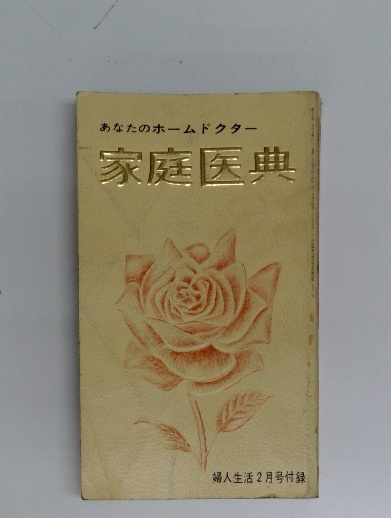 あなたのホームドクター
家庭医典
婦人生活2月号付録